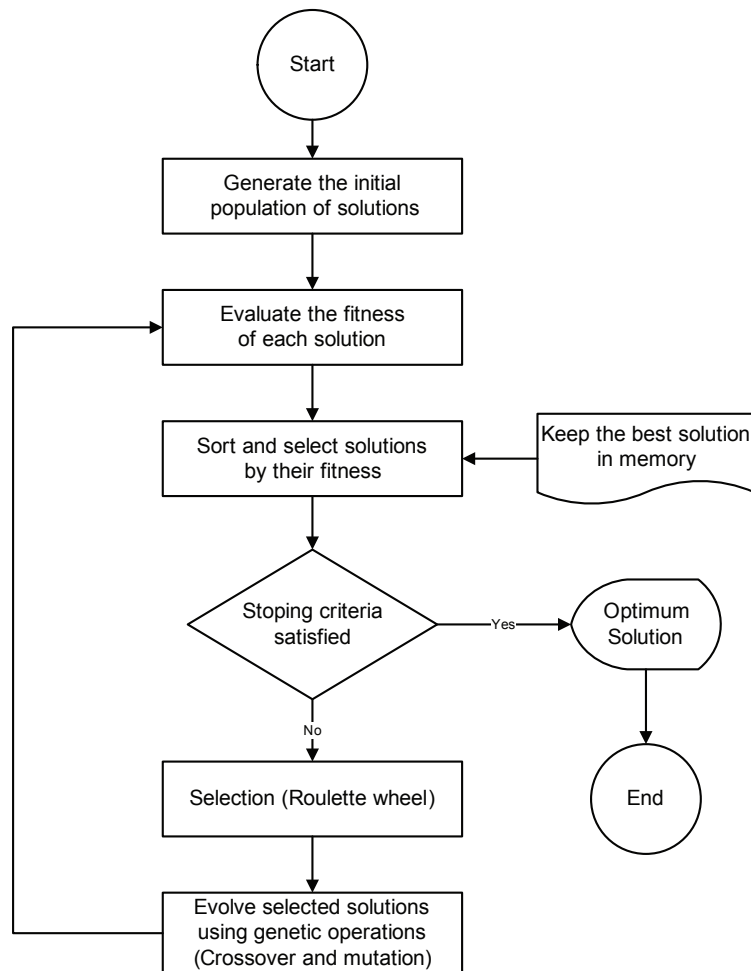 Start
Generate the initial
population of solutions
Evaluate the fitness
of each solution
Sort and select solutions
by their fitness
Keep the best solution
in memory
Stoping criteria
satisfied
Yes
Optimum
Solution
No
Selection (Roulette wheel)
End
Evolve selected solutions
using genetic operations
(Crossover and mutation)